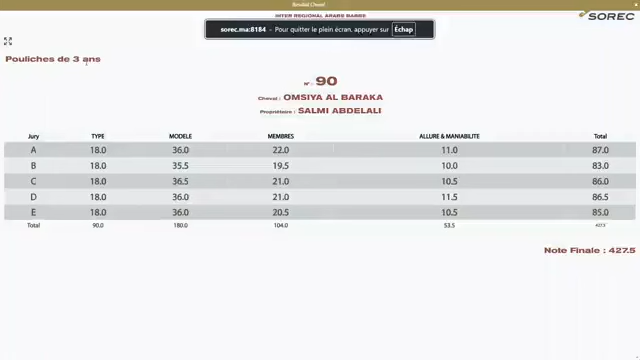 Résultat Cheval
INTER REGIONAL ARABE BARBE
SOREC
sorec.ma:8184 - Pour quitter le plein écran, appuyer sur Échap
Pouliches de 3 ans
N° : 90
Cheval : OMSIYA AL BARAKA
Propriétaire : SALMI ABDELALI
Jury TYPE MODELE MEMBRES ALLURE & MANIABILITE Total
A 18.0 36.0 22.0 11.0 87.0
B 18.0 35.5 19.5 10.0 83.0
C 18.0 36.5 21.0 10.5 86.0
D 18.0 36.0 21.0 11.5 86.5
E 18.0 36.0 20.5 10.5 85.0
Total 90.0 180.0 104.0 53.5 427.5
Note Finale : 427.5